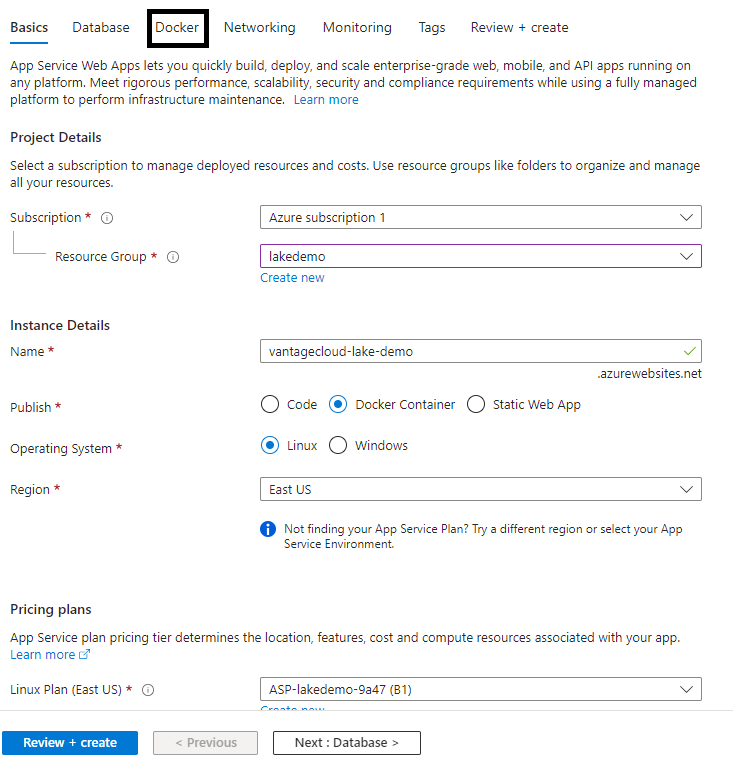 Basics Database Docker Networking Monitoring Tags Review + create
App Service Web Apps lets you quickly build, deploy, and scale enterprise-grade web, mobile, and API apps running on
any platform. Meet rigorous performance, scalability, security and compliance requirements while using a fully managed
platform to perform infrastructure maintenance. Learn more
Project Details
Select a subscription to manage deployed resources and costs. Use resource groups like folders to organize and manage
all your resources.
Subscription * Azure subscription 1
Resource Group * lakedemo
Create new
Instance Details
Name * vantagecloud-lake-demo
.azurewebsites.net
Publish * Code Docker Container Static Web App
Operating System * Linux Windows
Region * East US
Not finding your App Service Plan? Try a different region or select your App
Service Environment.
Pricing plans
App Service plan pricing tier determines the location, features, cost and compute resources associated with your app.
Learn more
Linux Plan (East US) * ASP-lakedemo-9a47 (B1)
Create new
Review + create < Previous Next : Database >